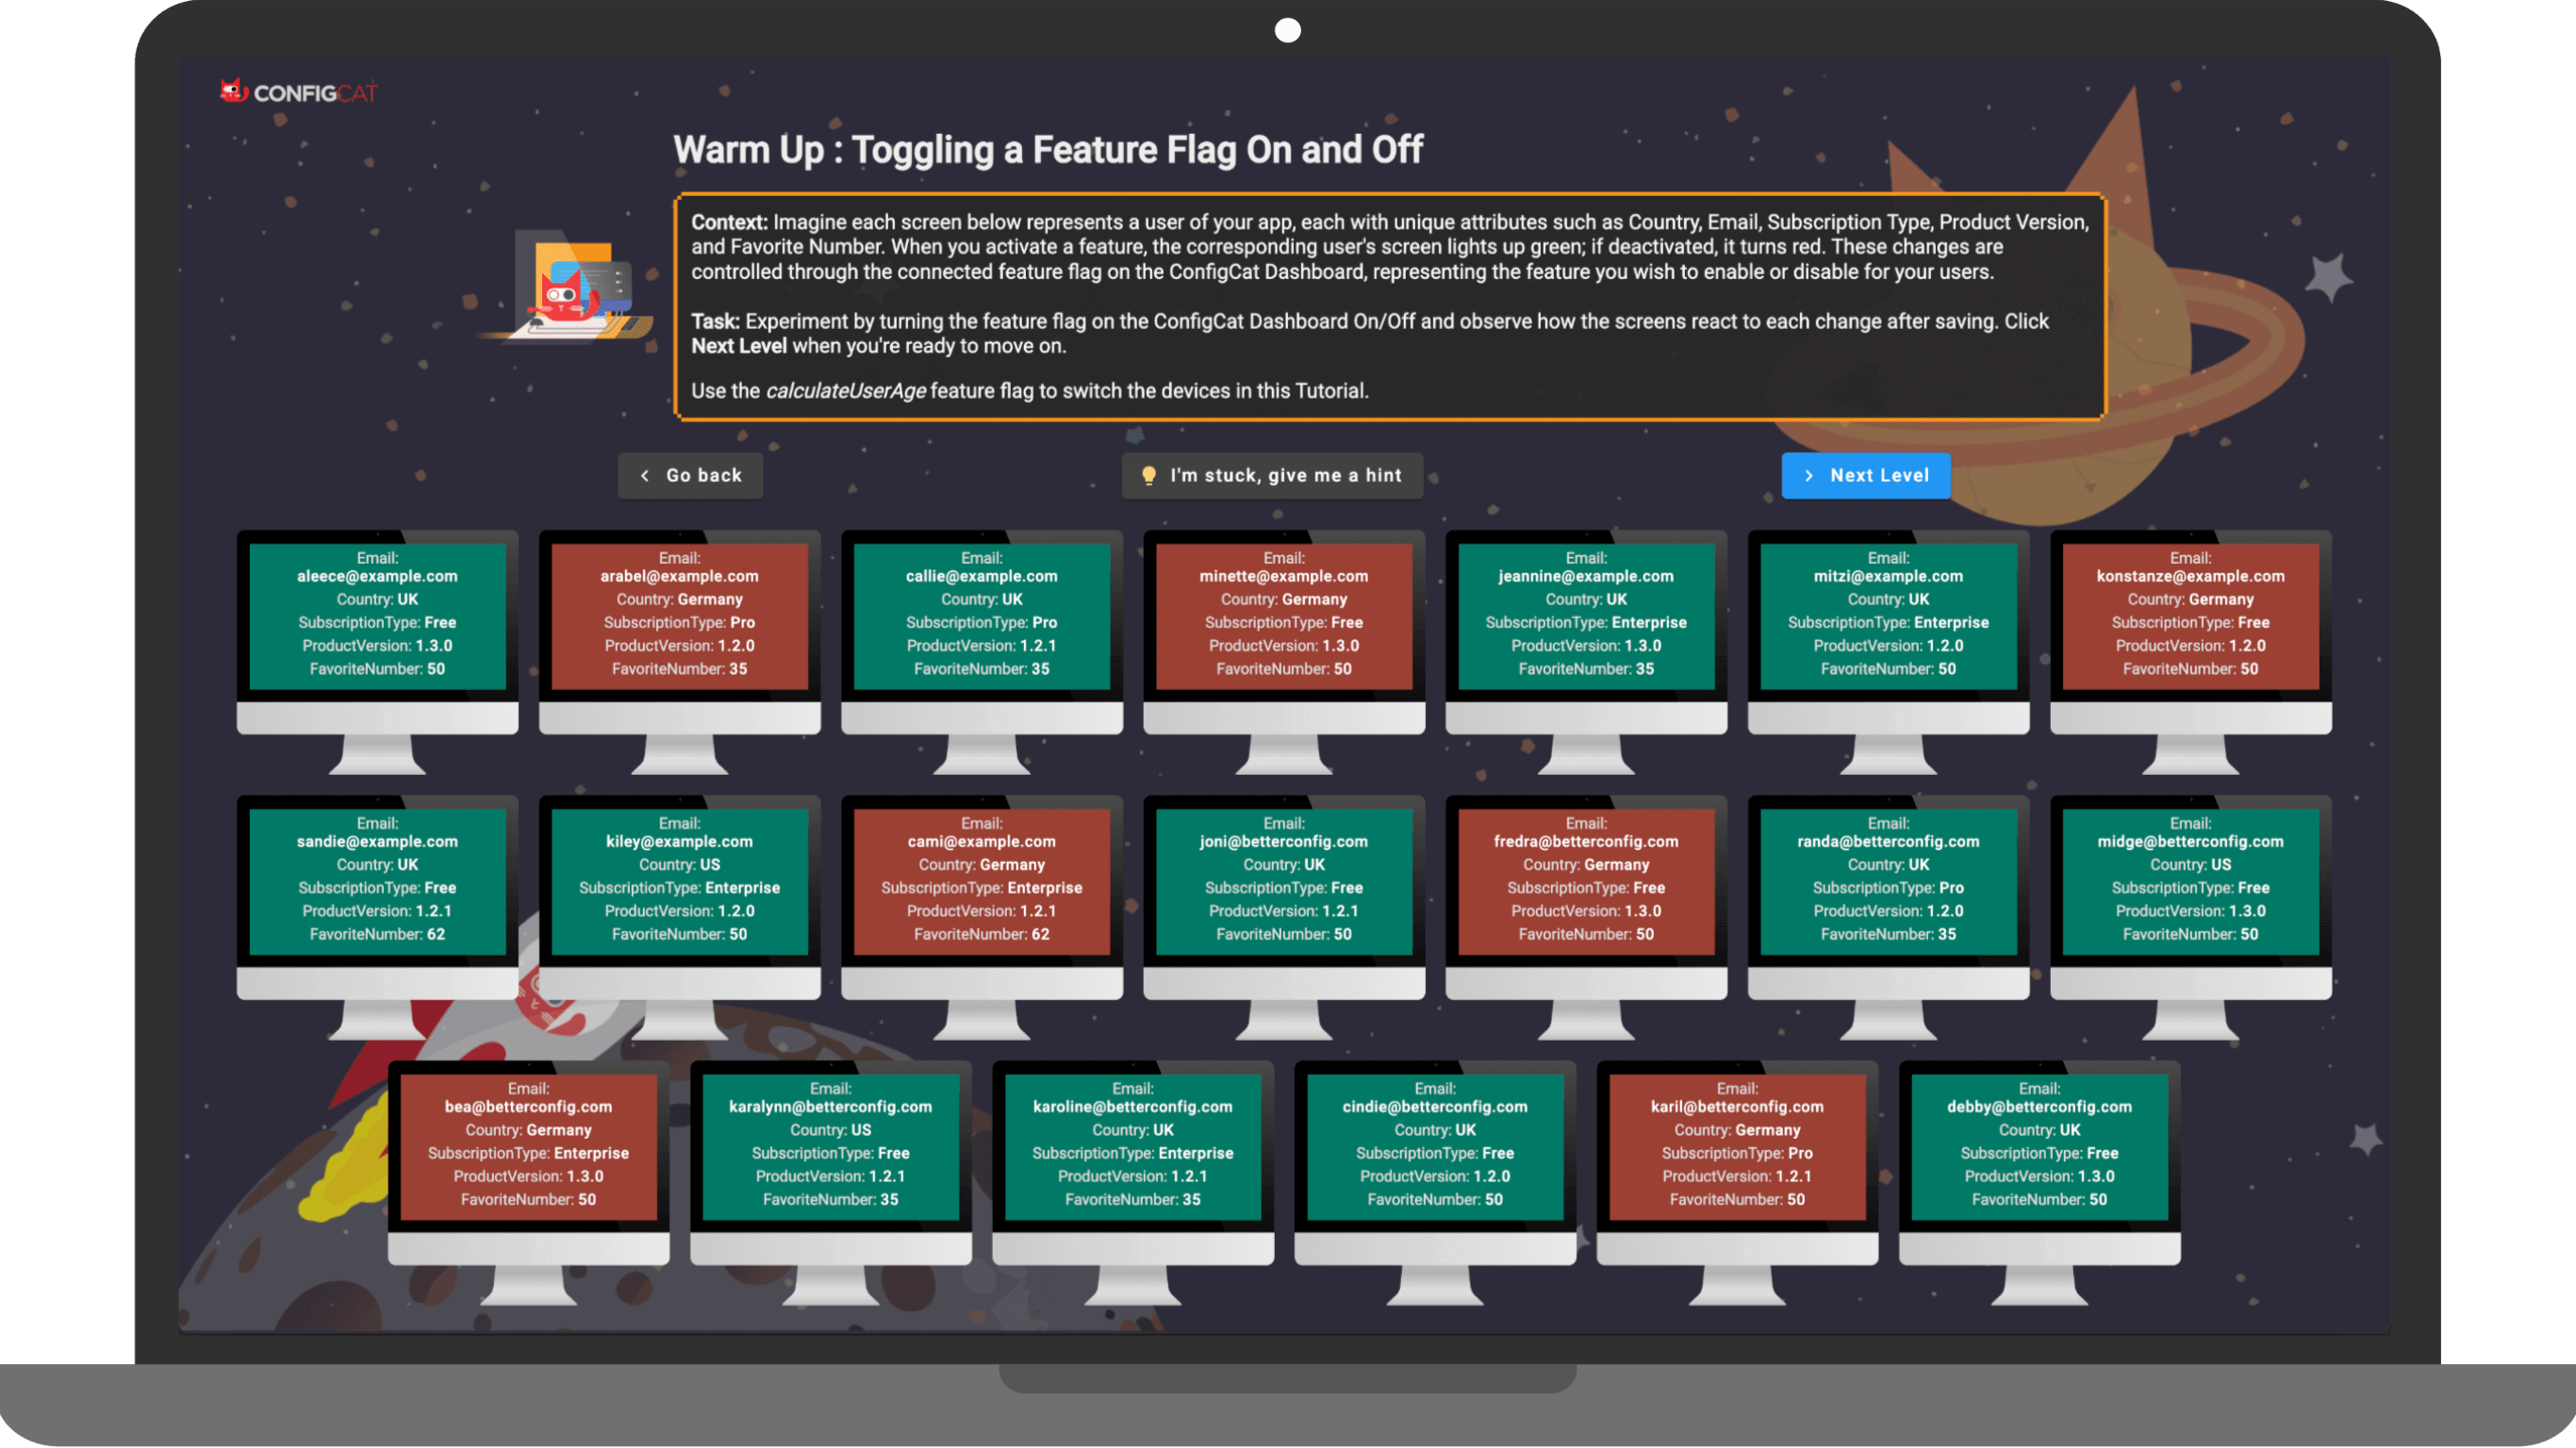 CONFIGCAT
Warm Up : Toggling a Feature Flag On and Off
Context: Imagine each screen below represents a user of your app, each with unique attributes such as Country, Email, Subscription Type, Product Version,
and Favorite Number. When you activate a feature, the corresponding user's screen lights up green; if deactivated, it turns red. These changes are
controlled through the connected feature flag on the ConfigCat Dashboard, representing the feature you wish to enable or disable for your users.
Task: Experiment by turning the feature flag on the ConfigCat Dashboard On/Off and observe how the screens react to each change after saving. Click
Next Level when you're ready to move on.
Use the calculateUserAge feature flag to switch the devices in this Tutorial.
Go back
I'm stuck, give me a hint
Next Level
Email:
aleece@example.com
Country: UK
SubscriptionType: Free
ProductVersion: 1.3.0
FavoriteNumber: 50
Email:
arabel@example.com
Country: Germany
SubscriptionType: Pro
ProductVersion: 1.2.0
FavoriteNumber: 35
Email:
callie@example.com
Country: UK
SubscriptionType: Pro
ProductVersion: 1.2.1
FavoriteNumber: 35
Email:
minette@example.com
Country: Germany
SubscriptionType: Free
ProductVersion: 1.3.0
FavoriteNumber: 50
Email:
jeannine@example.com
Country: UK
SubscriptionType: Enterprise
ProductVersion: 1.3.0
FavoriteNumber: 35
Email:
mitzi@example.com
Country: UK
SubscriptionType: Enterprise
ProductVersion: 1.2.0
FavoriteNumber: 50
Email:
konstanze@example.com
Country: Germany
SubscriptionType: Free
ProductVersion: 1.2.0
FavoriteNumber: 50
Email:
sandie@example.com
Country: UK
SubscriptionType: Free
ProductVersion: 1.2.1
FavoriteNumber: 62
Email:
kiley@example.com
Country: US
SubscriptionType: Enterprise
ProductVersion: 1.2.0
FavoriteNumber: 50
Email:
cami@example.com
Country: Germany
SubscriptionType: Enterprise
ProductVersion: 1.2.1
FavoriteNumber: 62
Email:
joni@betterconfig.com
Country: UK
SubscriptionType: Free
ProductVersion: 1.2.1
FavoriteNumber: 50
Email:
fredra@betterconfig.com
Country: Germany
SubscriptionType: Free
ProductVersion: 1.3.0
FavoriteNumber: 50
Email:
randa@betterconfig.com
Country: UK
SubscriptionType: Pro
ProductVersion: 1.2.0
FavoriteNumber: 35
Email:
midge@betterconfig.com
Country: US
SubscriptionType: Free
ProductVersion: 1.3.0
FavoriteNumber: 50
Email:
bea@betterconfig.com
Country: Germany
SubscriptionType: Enterprise
ProductVersion: 1.3.0
FavoriteNumber: 50
Email:
karalynn@betterconfig.com
Country: US
SubscriptionType: Free
ProductVersion: 1.2.1
FavoriteNumber: 35
Email:
karoline@betterconfig.com
Country: UK
SubscriptionType: Enterprise
ProductVersion: 1.2.1
FavoriteNumber: 35
Email:
cindie@betterconfig.com
Country: UK
SubscriptionType: Free
ProductVersion: 1.2.0
FavoriteNumber: 50
Email:
karil@betterconfig.com
Country: Germany
SubscriptionType: Pro
ProductVersion: 1.2.1
FavoriteNumber: 50
Email:
debby@betterconfig.com
Country: UK
SubscriptionType: Free
ProductVersion: 1.3.0
FavoriteNumber: 50